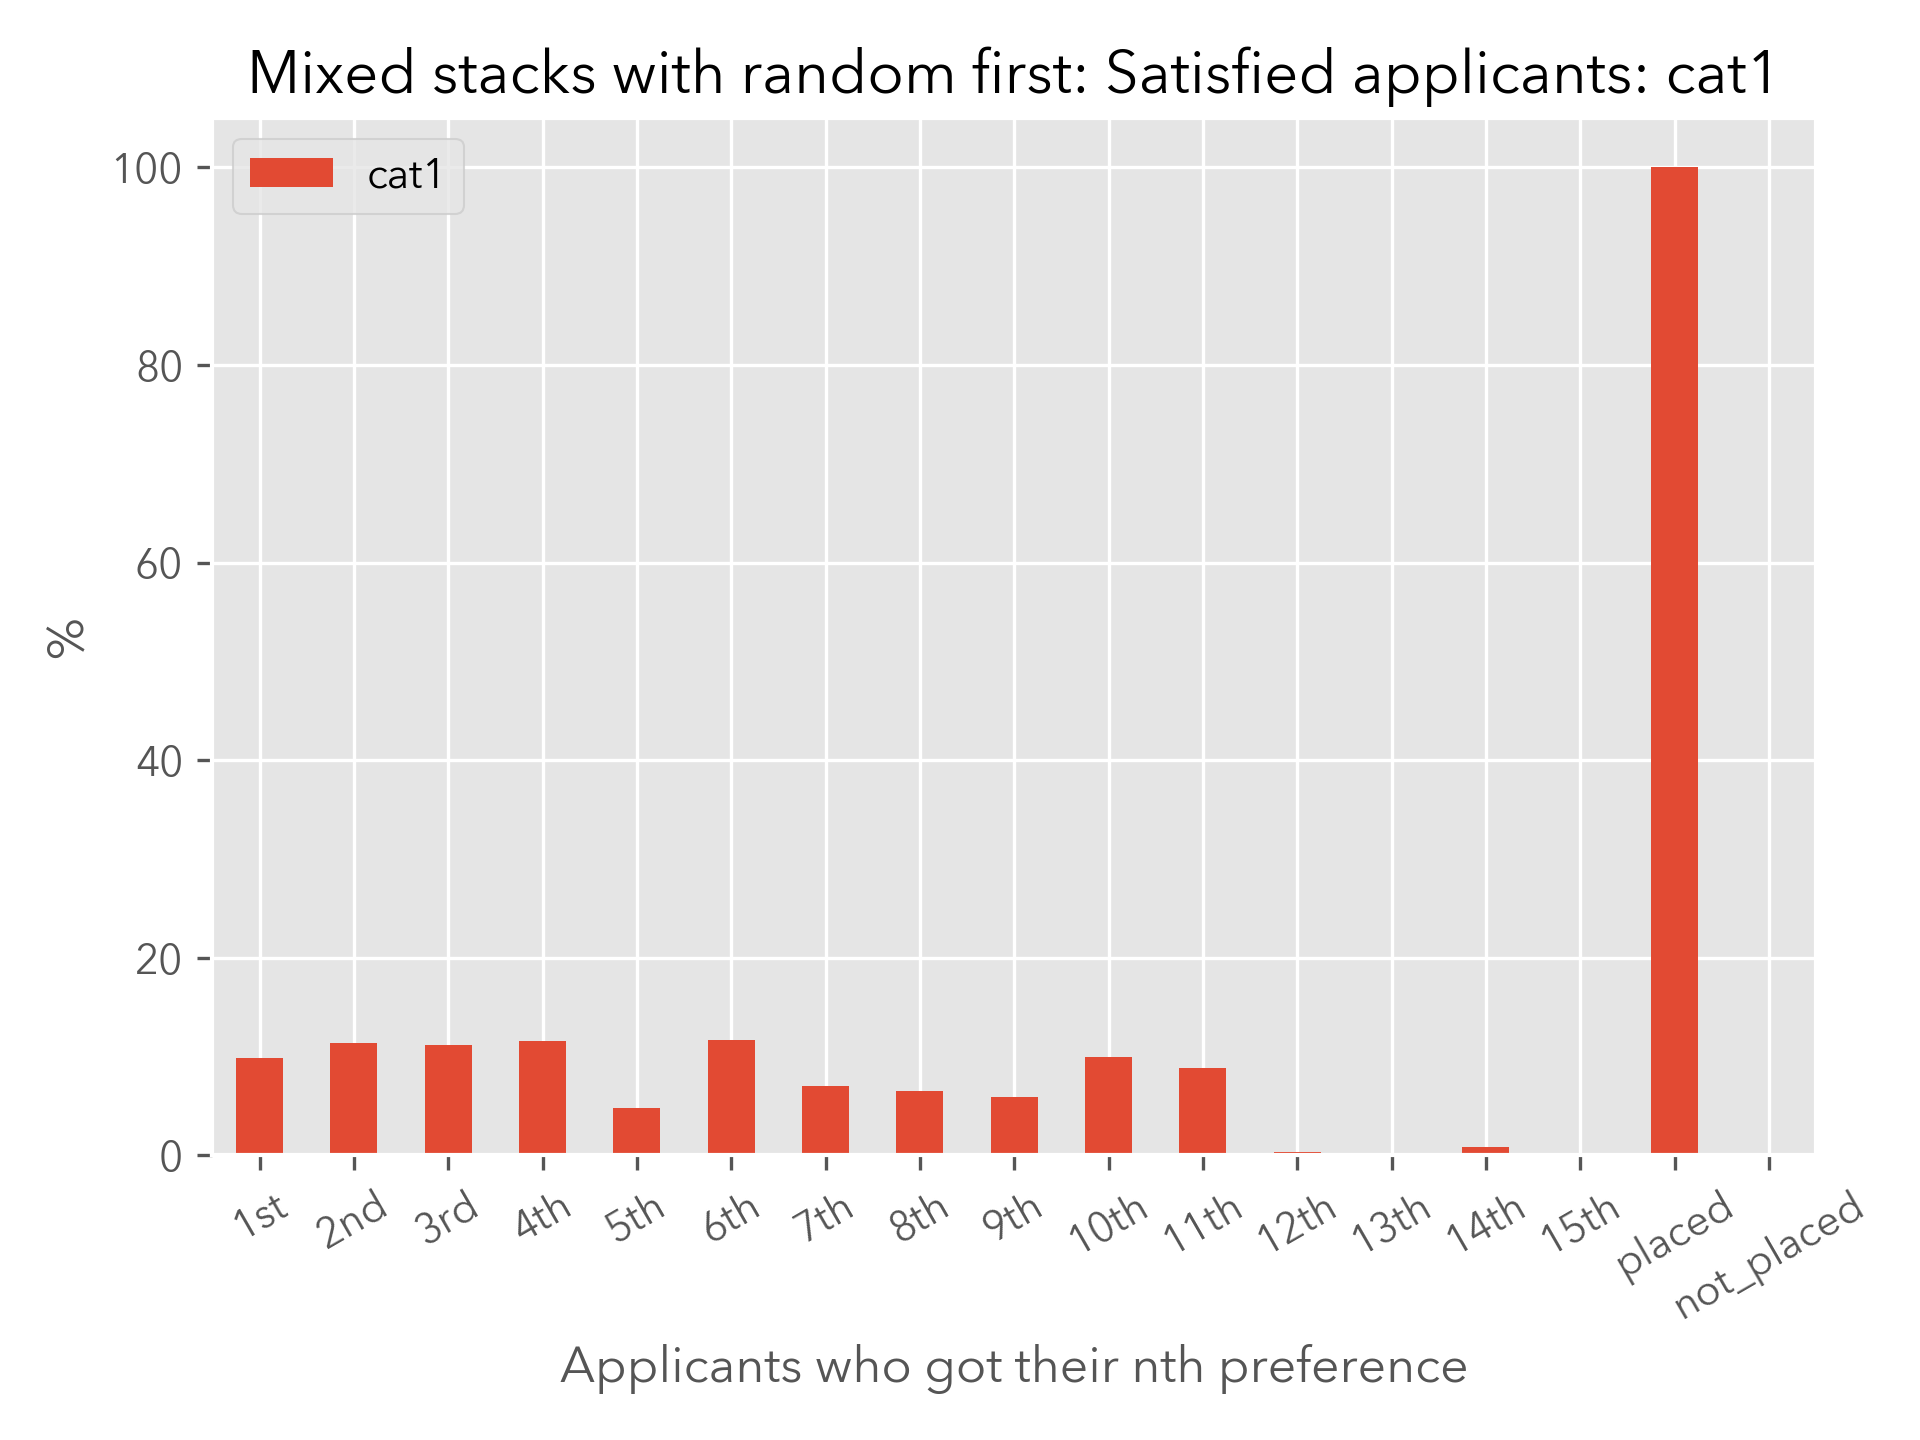 Mixed stacks with random first: Satisfied applicants: cat1
cat1
100
80
60
40
20
0
%
1st
2nd
3rd
4th
5th
6th
7th
8th
9th
10th
11th
12th
13th
14th
15th
placed
not_placed
Applicants who got their nth preference